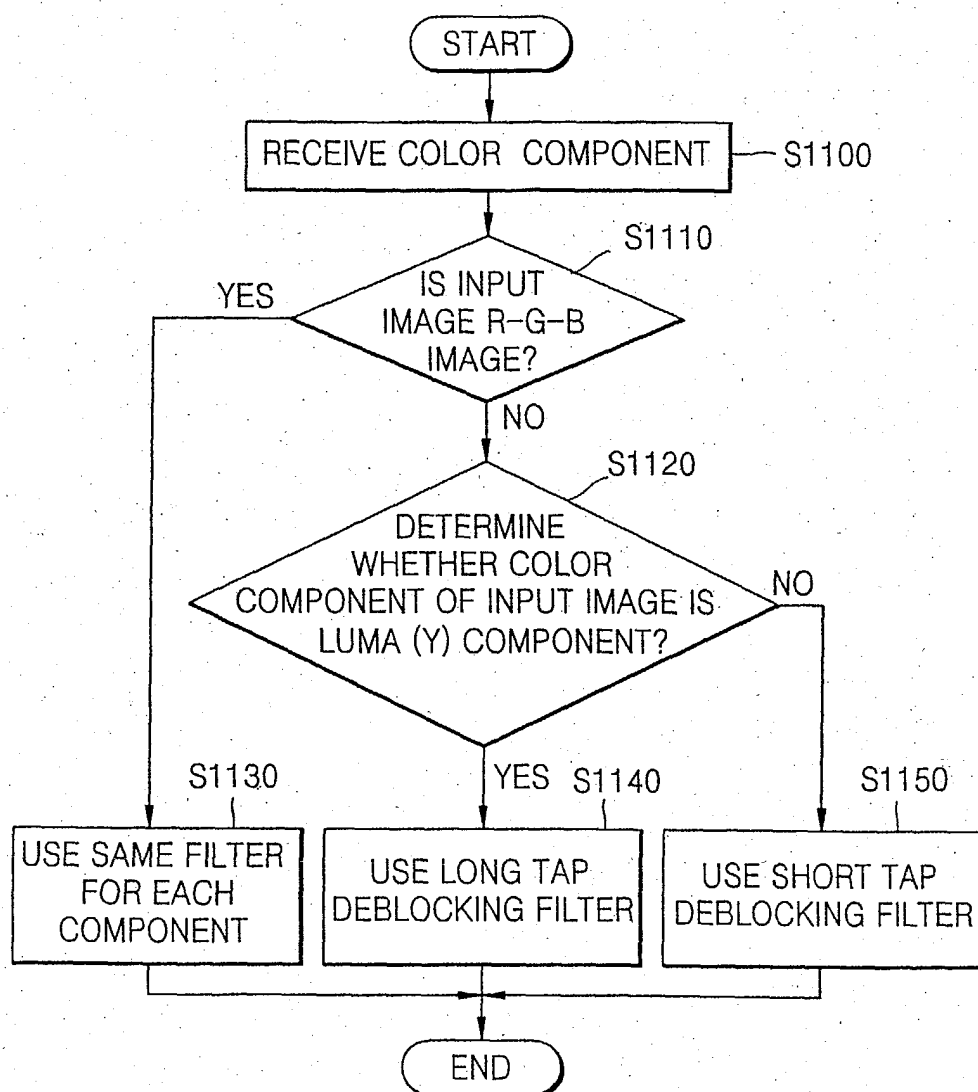 START
RECEIVE COLOR COMPONENT
S1100
S1110
IS INPUT
IMAGE R-G-B
IMAGE?
YES
NO
S1120
DETERMINE
WHETHER COLOR
COMPONENT OF INPUT IMAGE IS
LUMA (Y) COMPONENT?
NO
YES
S1130
USE SAME FILTER
FOR EACH
COMPONENT
S1140
USE LONG TAP
DEBLOCKING FILTER
S1150
USE SHORT TAP
DEBLOCKING FILTER
END